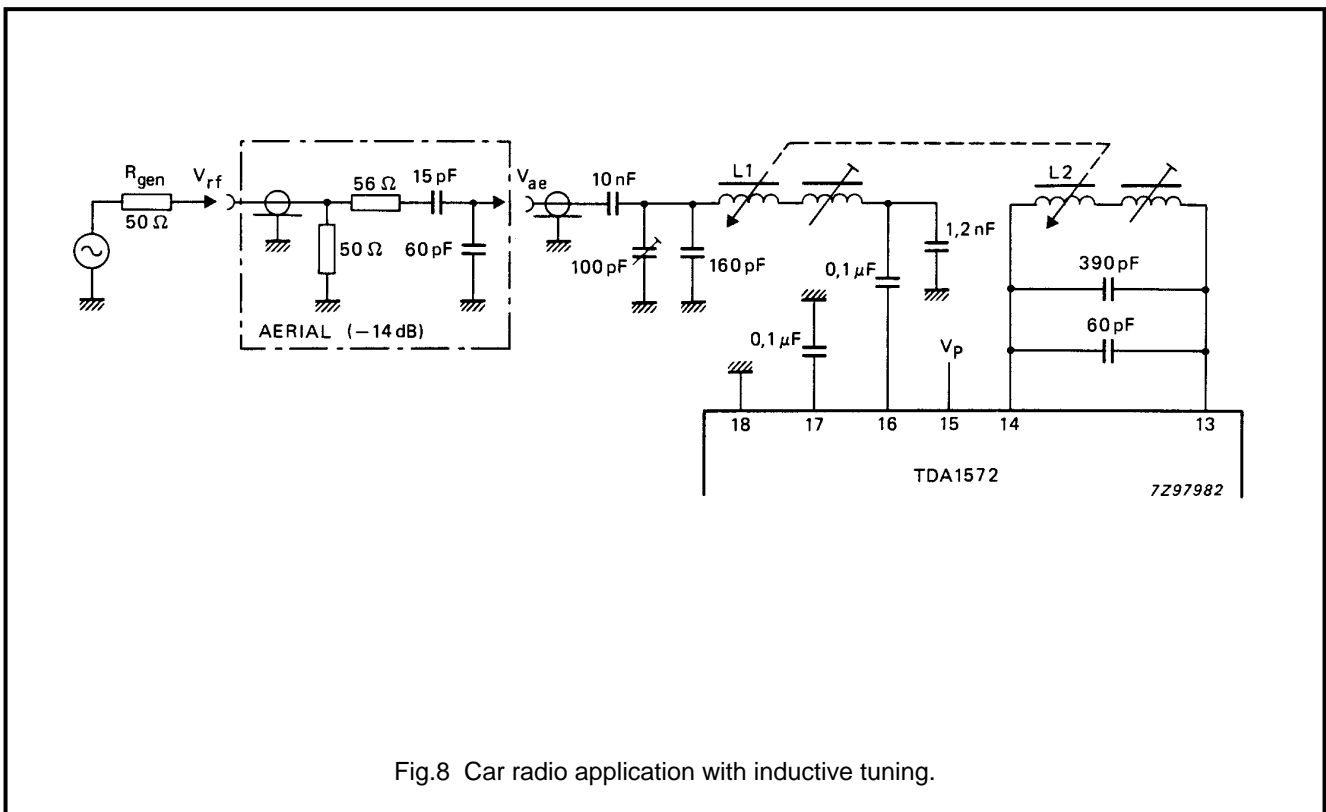 R_gen
50 Ω
V_rf
56 Ω
15 pF
50 Ω
60 pF
AERIAL (−14 dB)
V_ae
10 nF
100 pF
160 pF
L1
0,1 μF
0,1 μF
1,2 nF
L2
390 pF
60 pF
V_P
18 17 16 15 14 13
TDA1572
7Z97982
Fig.8 Car radio application with inductive tuning.